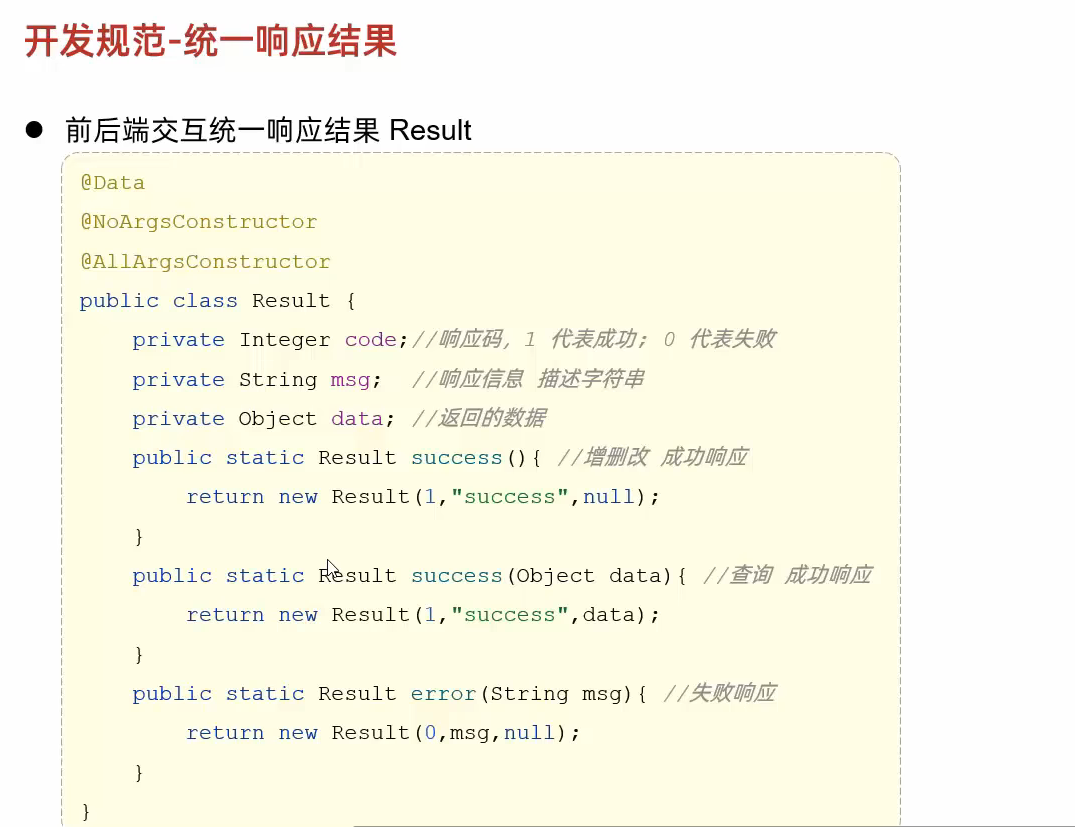 开发规范-统一响应结果
● 前后端交互统一响应结果 Result
@Data
@NoArgsConstructor
@AllArgsConstructor
public class Result {
    private Integer code;//响应码，1 代表成功; 0 代表失败
    private String msg;  //响应信息 描述字符串
    private Object data; //返回的数据
    public static Result success(){ //增删改 成功响应
        return new Result(1,"success",null);
    }
    public static Result success(Object data){ //查询 成功响应
        return new Result(1,"success",data);
    }
    public static Result error(String msg){ //失败响应
        return new Result(0,msg,null);
    }
}